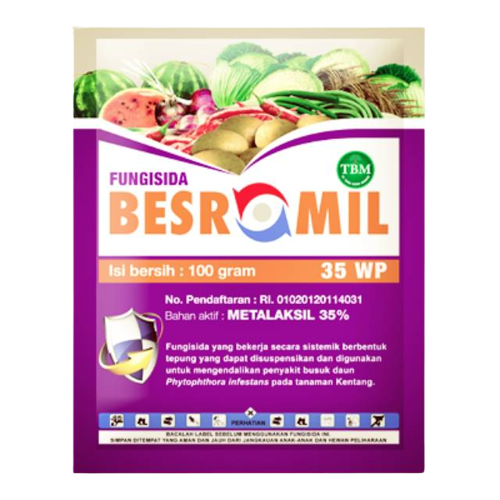 TBM
FUNGISIDA
BESROMIL
Isi bersih : 100 gram 35 WP
No. Pendaftaran : RI. 01020120114031
Bahan aktif : METALAKSIL 35%
Fungisida yang bekerja secara sistemik berbentuk
tepung yang dapat disuspensikan dan digunakan
untuk mengendalikan penyakit busuk daun
Phytophthora infestans pada tanaman Kentang.
PERHATIAN
BACALAH LABEL SEBELUM MENGGUNAKAN FUNGISIDA INI.
SIMPAN DITEMPAT YANG AMAN DAN JAUH DARI JANGKAUAN ANAK-ANAK DAN HEWAN PELIHARAAN